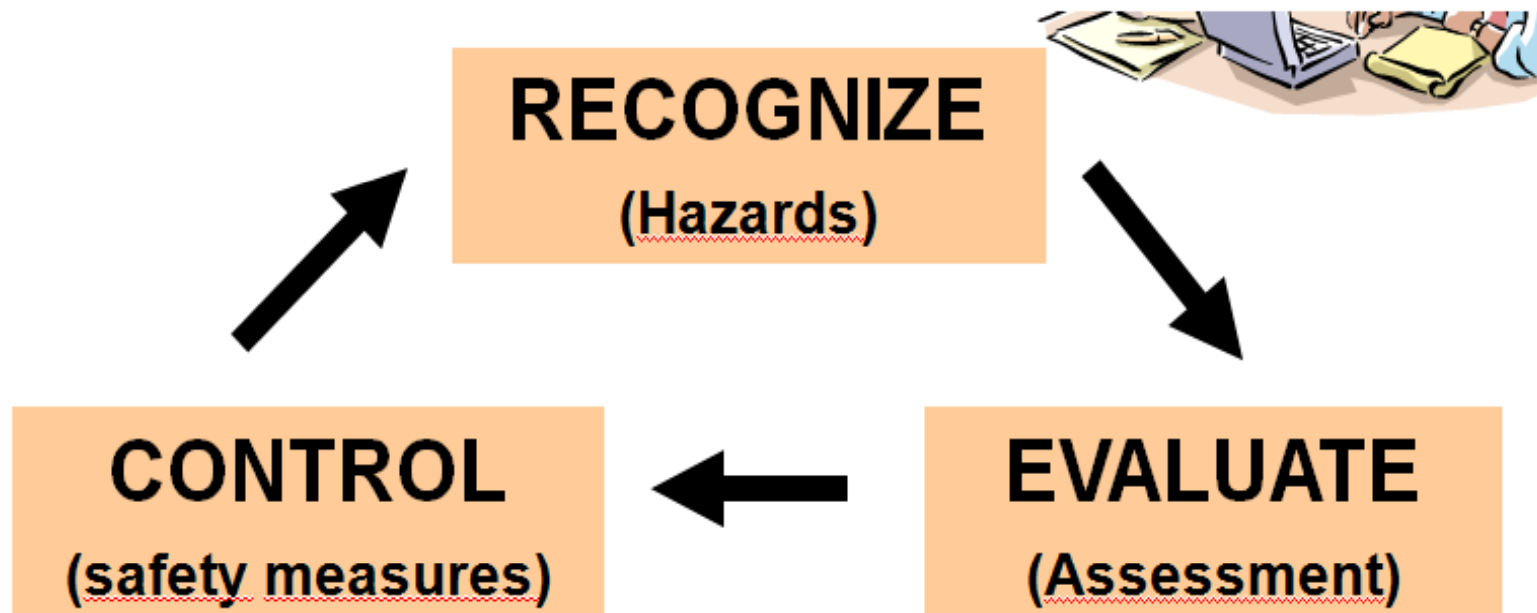 RECOGNIZE
(Hazards)
CONTROL
(safety measures)
EVALUATE
(Assessment)